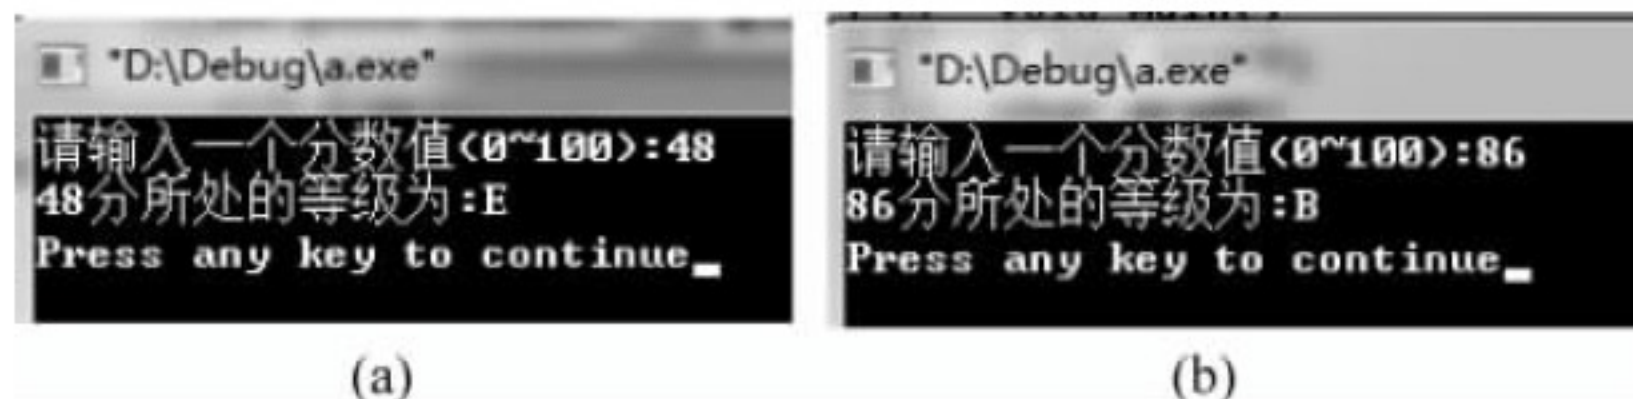 "D:\Debug\a.exe"
请输入一个分数值(0~100):48
48分所处的等级为:E
Press any key to continue_
(a)
"D:\Debug\a.exe"
请输入一个分数值(0~100):86
86分所处的等级为:B
Press any key to continue_
(b)